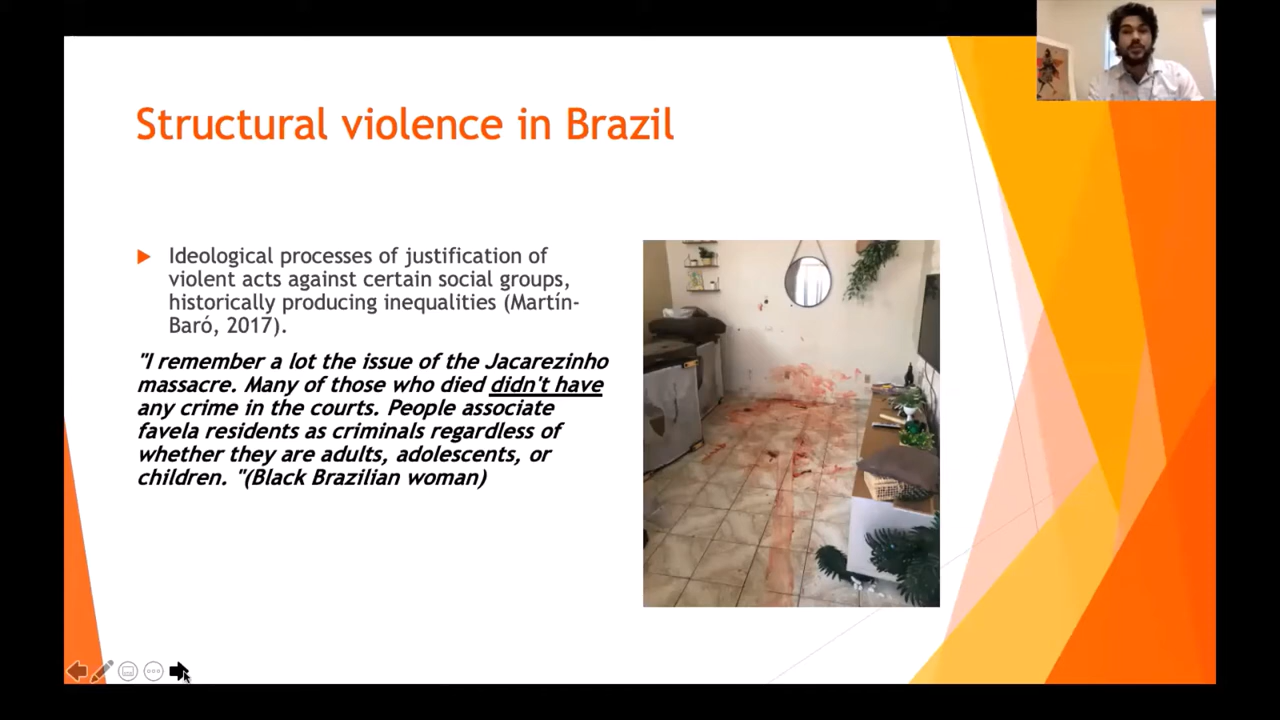 Structural violence in Brazil
Ideological processes of justification of
violent acts against certain social groups,
historically producing inequalities (Martín-
Baró, 2017).
"I remember a lot the issue of the Jacarezinho
massacre. Many of those who died didn't have
any crime in the courts. People associate
favela residents as criminals regardless of
whether they are adults, adolescents, or
children. "(Black Brazilian woman)